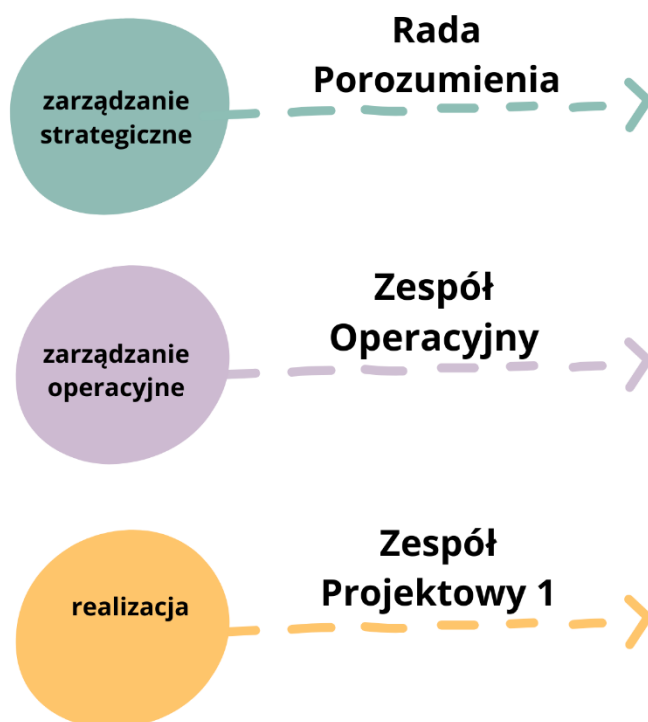 zarządzanie
strategiczne
Rada
Porozumienia
zarządzanie
operacyjne
Zespół
Operacyjny
realizacja
Zespół
Projektowy 1